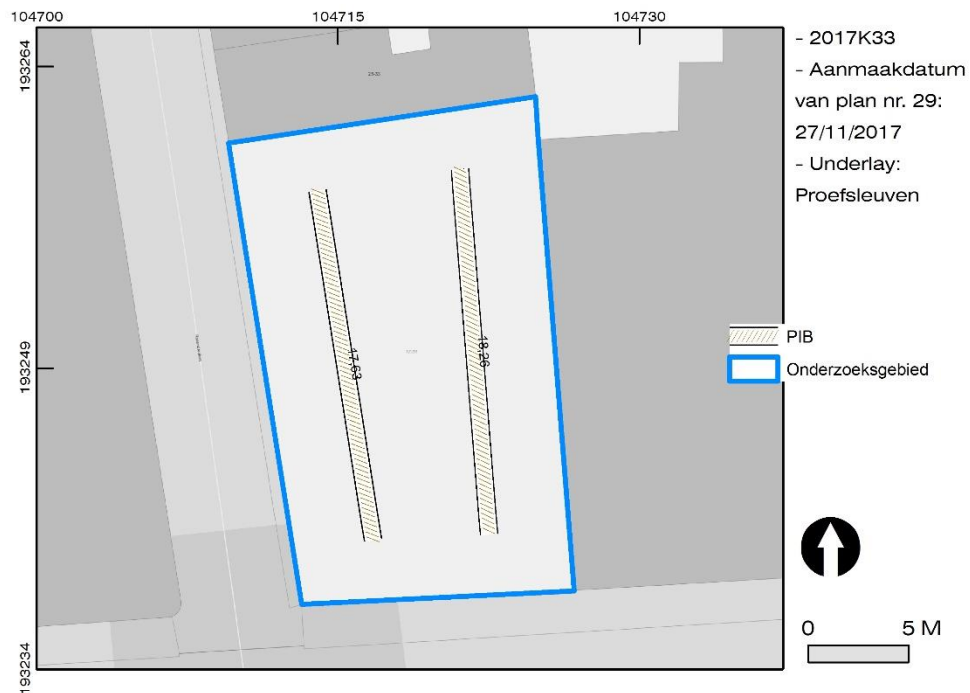 104700
104715
104730
193264
193249
193234
- 2017K33
- Aanmaakdatum
van plan nr. 29:
27/11/2017
- Underlay:
Proefsleuven
17,63
18,26
PIB
Onderzoeksgebied
0 5 M